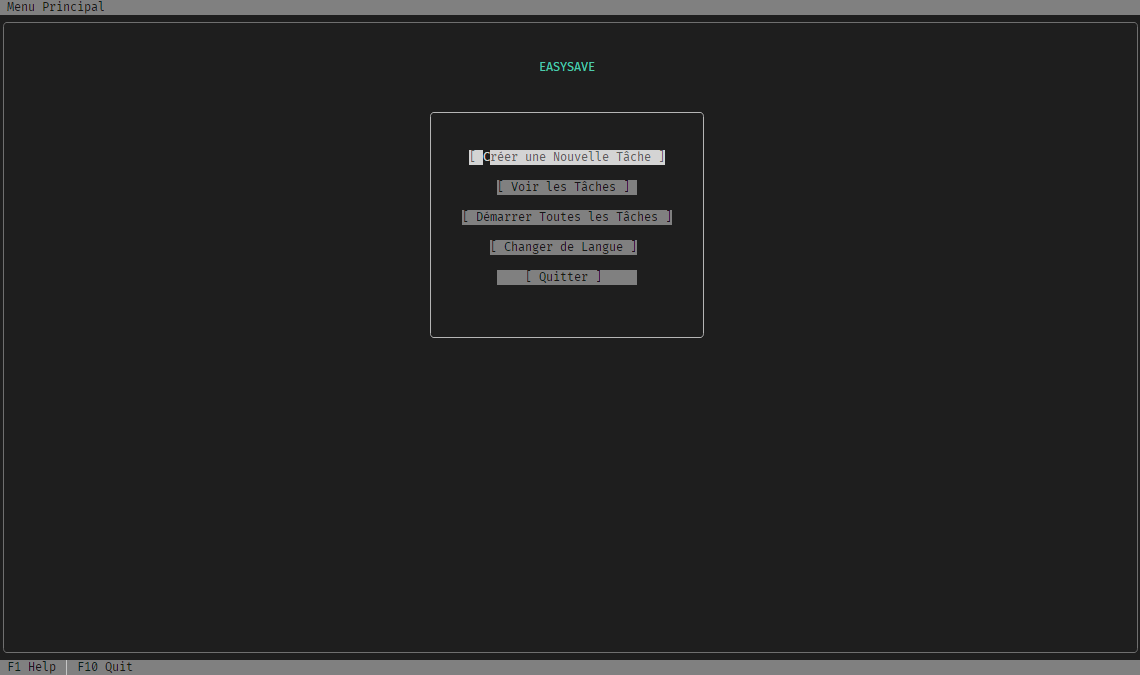 Menu Principal
EASYSAVE
[ Créer une Nouvelle Tâche ]
[ Voir les Tâches ]
[ Démarrer Toutes les Tâches ]
[ Changer de Langue ]
[ Quitter ]
F1 Help │ F10 Quit